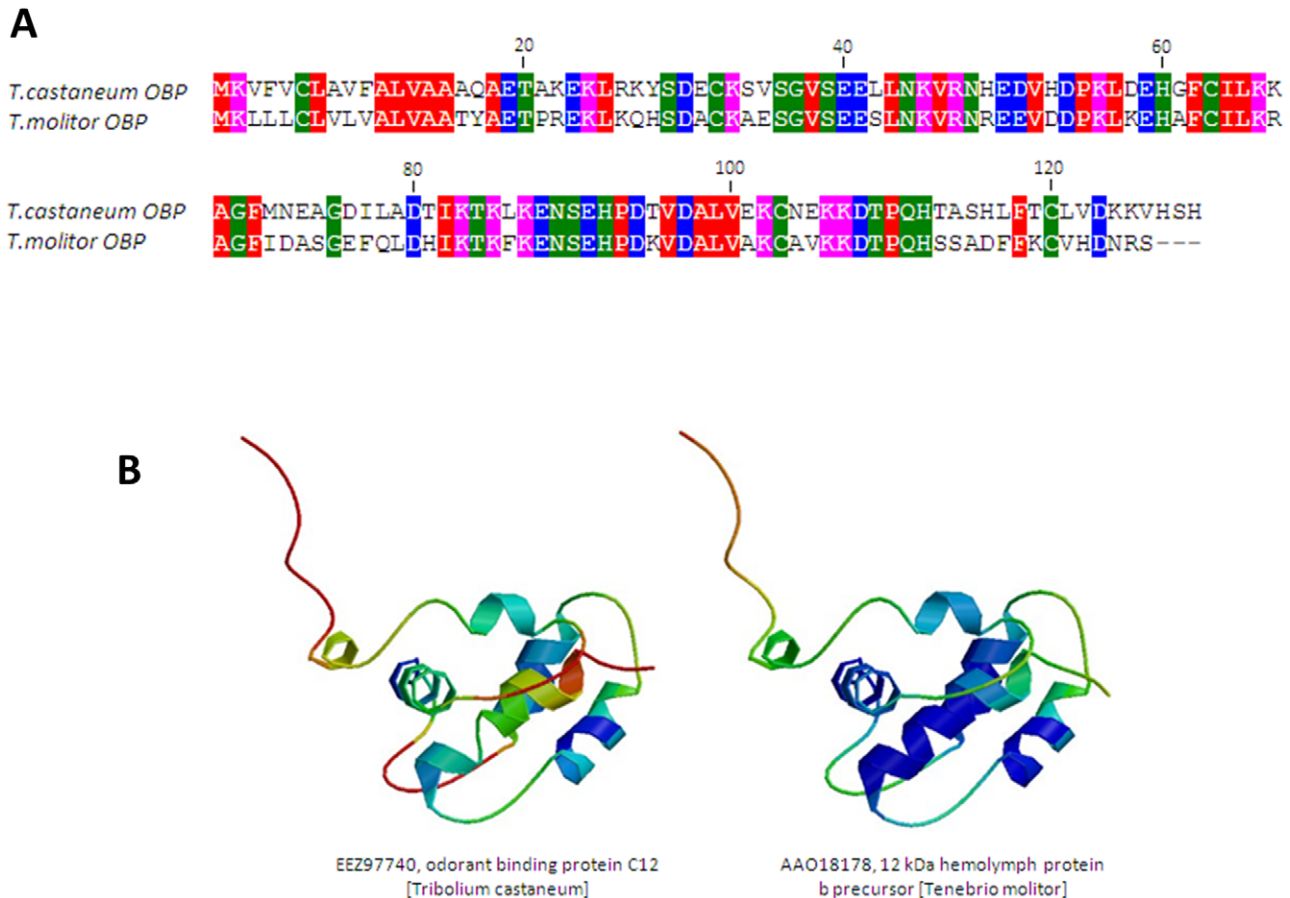 A
20 40 60
T.castaneum OBP MKVFVCLAVFALVAAAQAETAKEKLRKYSDECKSVSGVSEELLNKVRNHEDVHDPKLDEHGFCILKK
T.molitor OBP MKLLLCLVLVALVAATYAETPREKLKQHSDACKAESGVSEESLNKVRNREEVDDPKLKEHAFCILKR
80 100 120
T.castaneum OBP AGFMNEAGDILADTIKTKLKENSEHPDTVDALVEKCNEKKDTPQHTASHLFTCLVDKKVHSH
T.molitor OBP AGFIDASGEFQLDHIKTKFKENSEHPDKVDALVAKCAVKKDTPQHSSADFFKCVHDNRS---
B
EEZ97740, odorant binding protein C12
[Tribolium castaneum]
AAO18178, 12 kDa hemolymph protein
b precursor [Tenebrio molitor]